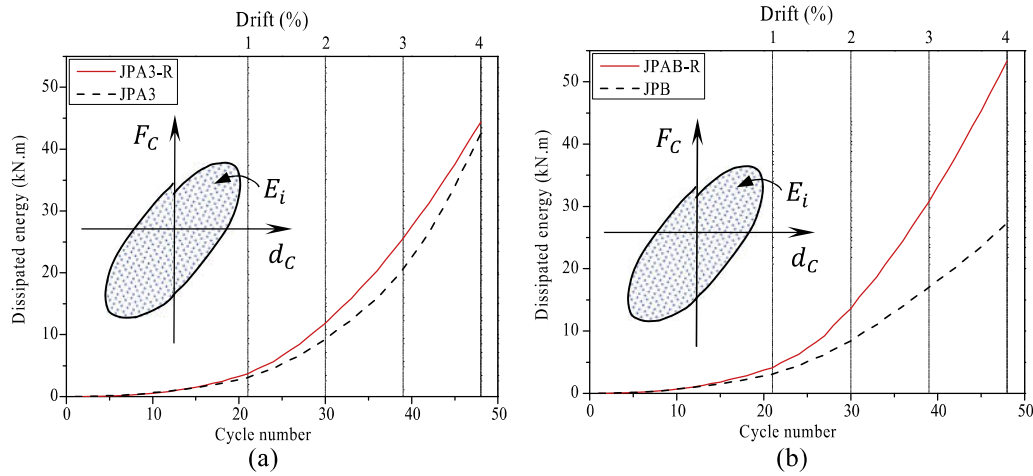 Drift (%)
1 2 3 4
JPA3-R
JPA3
F_C
E_i
d_C
Dissipated energy (kN.m)
50
40
30
20
10
0
0 10 20 30 40 50
Cycle number
(a)
Drift (%)
1 2 3 4
JPAB-R
JPB
F_C
E_i
d_C
Dissipated energy (kN.m)
50
40
30
20
10
0
0 10 20 30 40 50
Cycle number
(b)